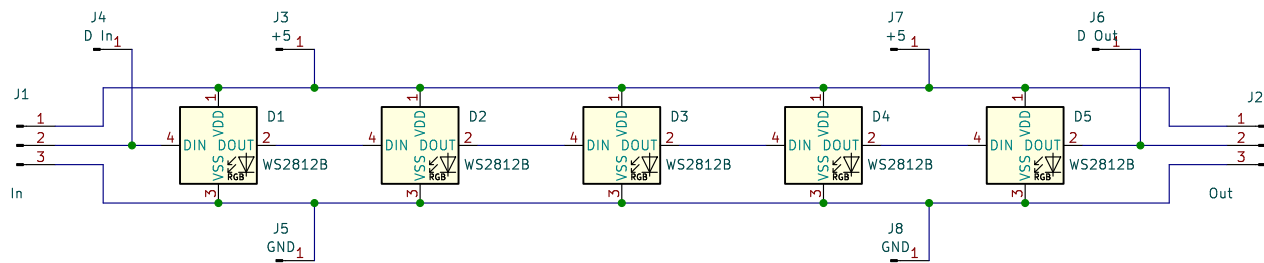 J4
D In
1
J3
+5
1
J7
+5
1
J6
D Out
1
J1
1
2
3
In
1
4 DIN VDD DOUT 2
VSS RGB
3
D1
WS2812B
1
4 DIN VDD DOUT 2
VSS RGB
3
D2
WS2812B
1
4 DIN VDD DOUT 2
VSS RGB
3
D3
WS2812B
1
4 DIN VDD DOUT 2
VSS RGB
3
D4
WS2812B
1
4 DIN VDD DOUT 2
VSS RGB
3
D5
WS2812B
J2
1
2
3
Out
J5
GND
1
J8
GND
1